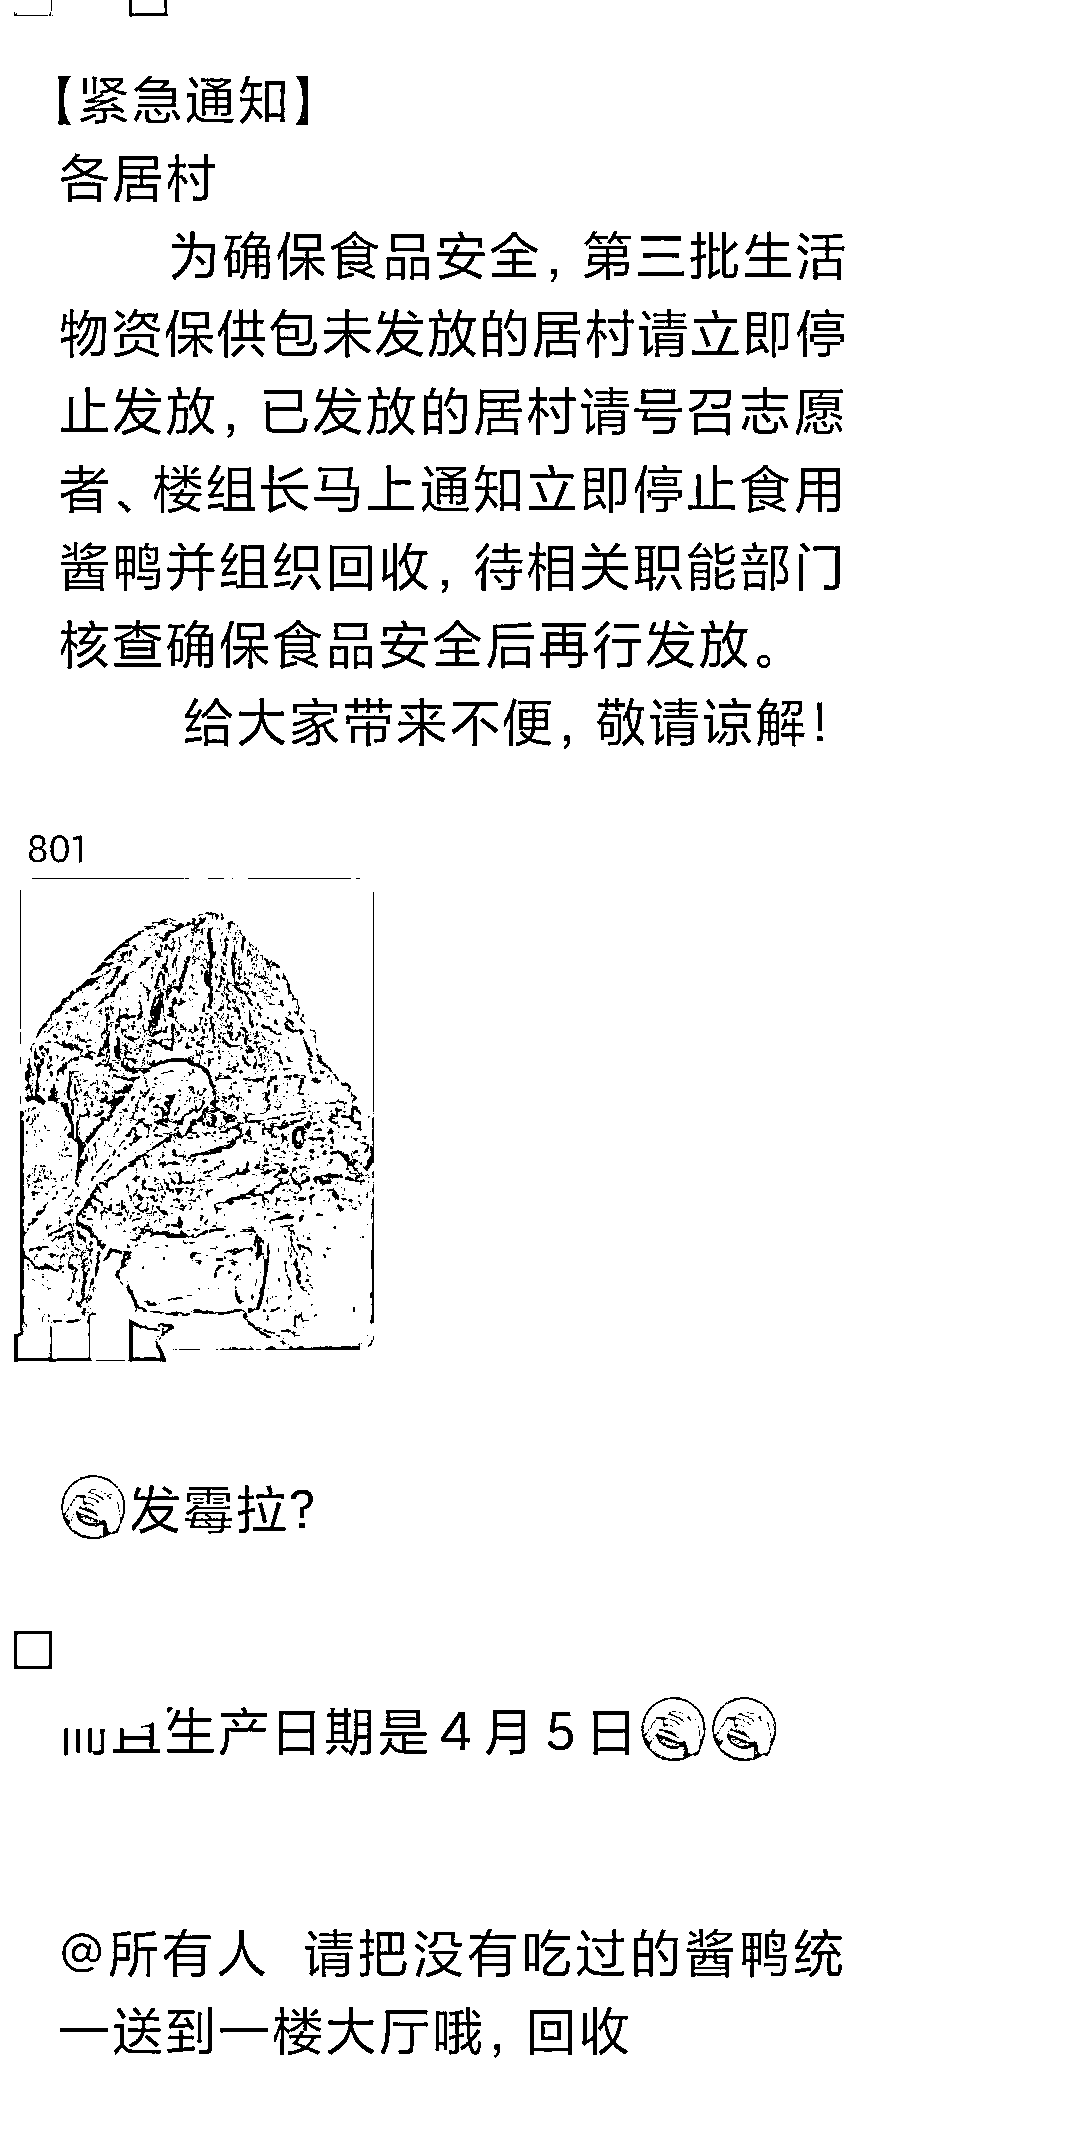 【紧急通知】
各居村
为确保食品安全，第三批生活
物资保供包未发放的居村请立即停
止发放，已发放的居村请号召志愿
者、楼组长马上通知立即停止食用
酱鸭并组织回收，待相关职能部门
核查确保食品安全后再行发放。
给大家带来不便，敬请谅解！
801
发霉拉？
而且生产日期是4月5日
@所有人 请把没有吃过的酱鸭统
一送到一楼大厅哦，回收